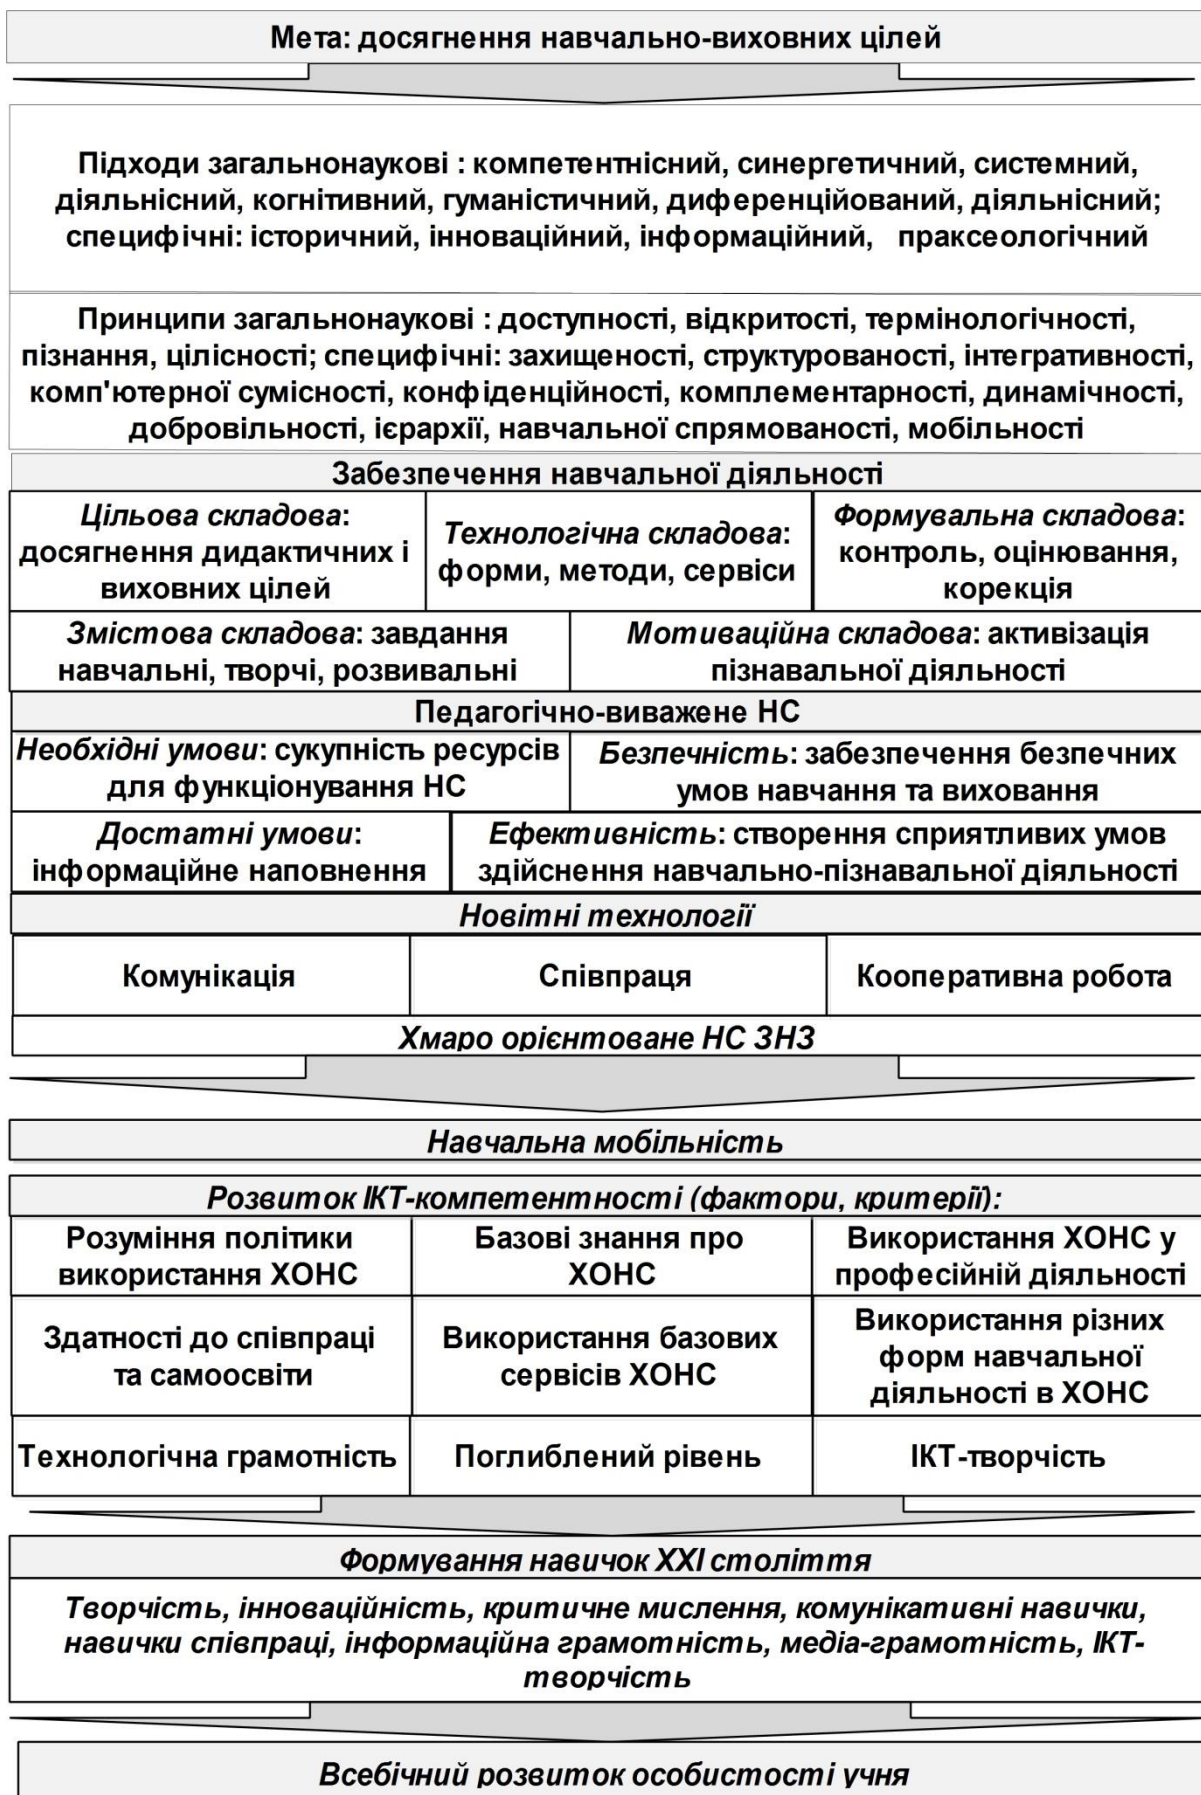 Мета: досягнення навчально-виховних цілей
Підходи загальнонаукові : компетентнісний, синергетичний, системний,
діяльнісний, когнітивний, гуманістичний, диференційований, діяльнісний;
специфічні: історичний, інноваційний, інформаційний, праксеологічний
Принципи загальнонаукові : доступності, відкритості, термінологічності,
пізнання, цілісності; специфічні: захищеності, структурованості, інтегративності,
комп'ютерної сумісності, конфіденційності, комплементарності, динамічності,
добровільності, ієрархії, навчальної спрямованості, мобільності
Забезпечення навчальної діяльності
Цільова складова:
досягнення дидактичних і
виховних цілей
Технологічна складова:
форми, методи, сервіси
Формувальна складова:
контроль, оцінювання,
корекція
Змістова складова: завдання
навчальні, творчі, розвивальні
Мотиваційна складова: активізація
пізнавальної діяльності
Педагогічно-виважене НС
Необхідні умови: сукупність ресурсів
для функціонування НС
Безпечність: забезпечення безпечних
умов навчання та виховання
Достатні умови:
інформаційне наповнення
Ефективність: створення сприятливих умов
здійснення навчально-пізнавальної діяльності
Новітні технології
Комунікація
Співпраця
Кооперативна робота
Хмаро орієнтоване НС ЗНЗ
Навчальна мобільність
Розвиток ІКТ-компетентності (фактори, критерії):
Розуміння політики
використання ХОНС
Базові знання про
ХОНС
Використання ХОНС у
професійній діяльності
Здатності до співпраці
та самоосвіти
Використання базових
сервісів ХОНС
Використання різних
форм навчальної
діяльності в ХОНС
Технологічна грамотність
Поглиблений рівень
ІКТ-творчість
Формування навичок ХХІ століття
Творчість, інноваційність, критичне мислення, комунікативні навички,
навички співпраці, інформаційна грамотність, медіа-грамотність, ІКТ-
творчість
Всебічний розвиток особистості учня